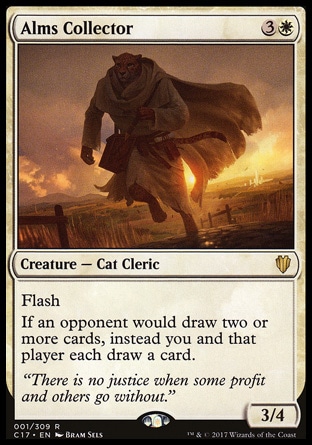 Alms Collector 3
Creature — Cat Cleric
Flash
If an opponent would draw two or
more cards, instead you and that
player each draw a card.
“There is no justice when some profit
and others go without.”
3/4
001/309 R
C17 • EN Bram Sels ™ & © 2017 Wizards of the Coast